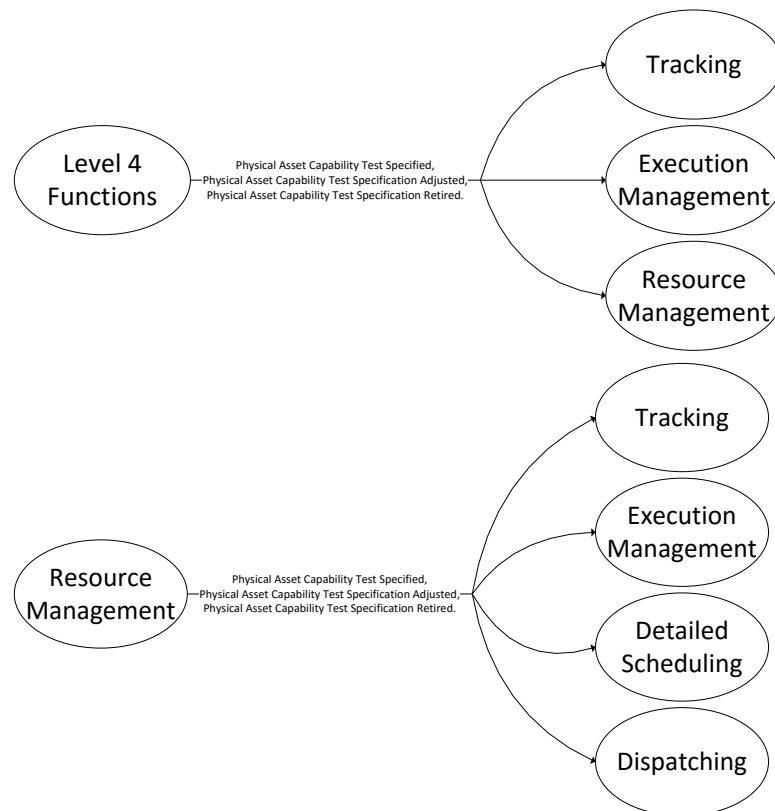 Tracking
Level 4
Functions
Physical Asset Capability Test Specified,
Physical Asset Capability Test Specification Adjusted,
Physical Asset Capability Test Specification Retired.
Execution
Management
Resource
Management
Tracking
Execution
Management
Resource
Management
Physical Asset Capability Test Specified,
Physical Asset Capability Test Specification Adjusted,
Physical Asset Capability Test Specification Retired.
Detailed
Scheduling
Dispatching